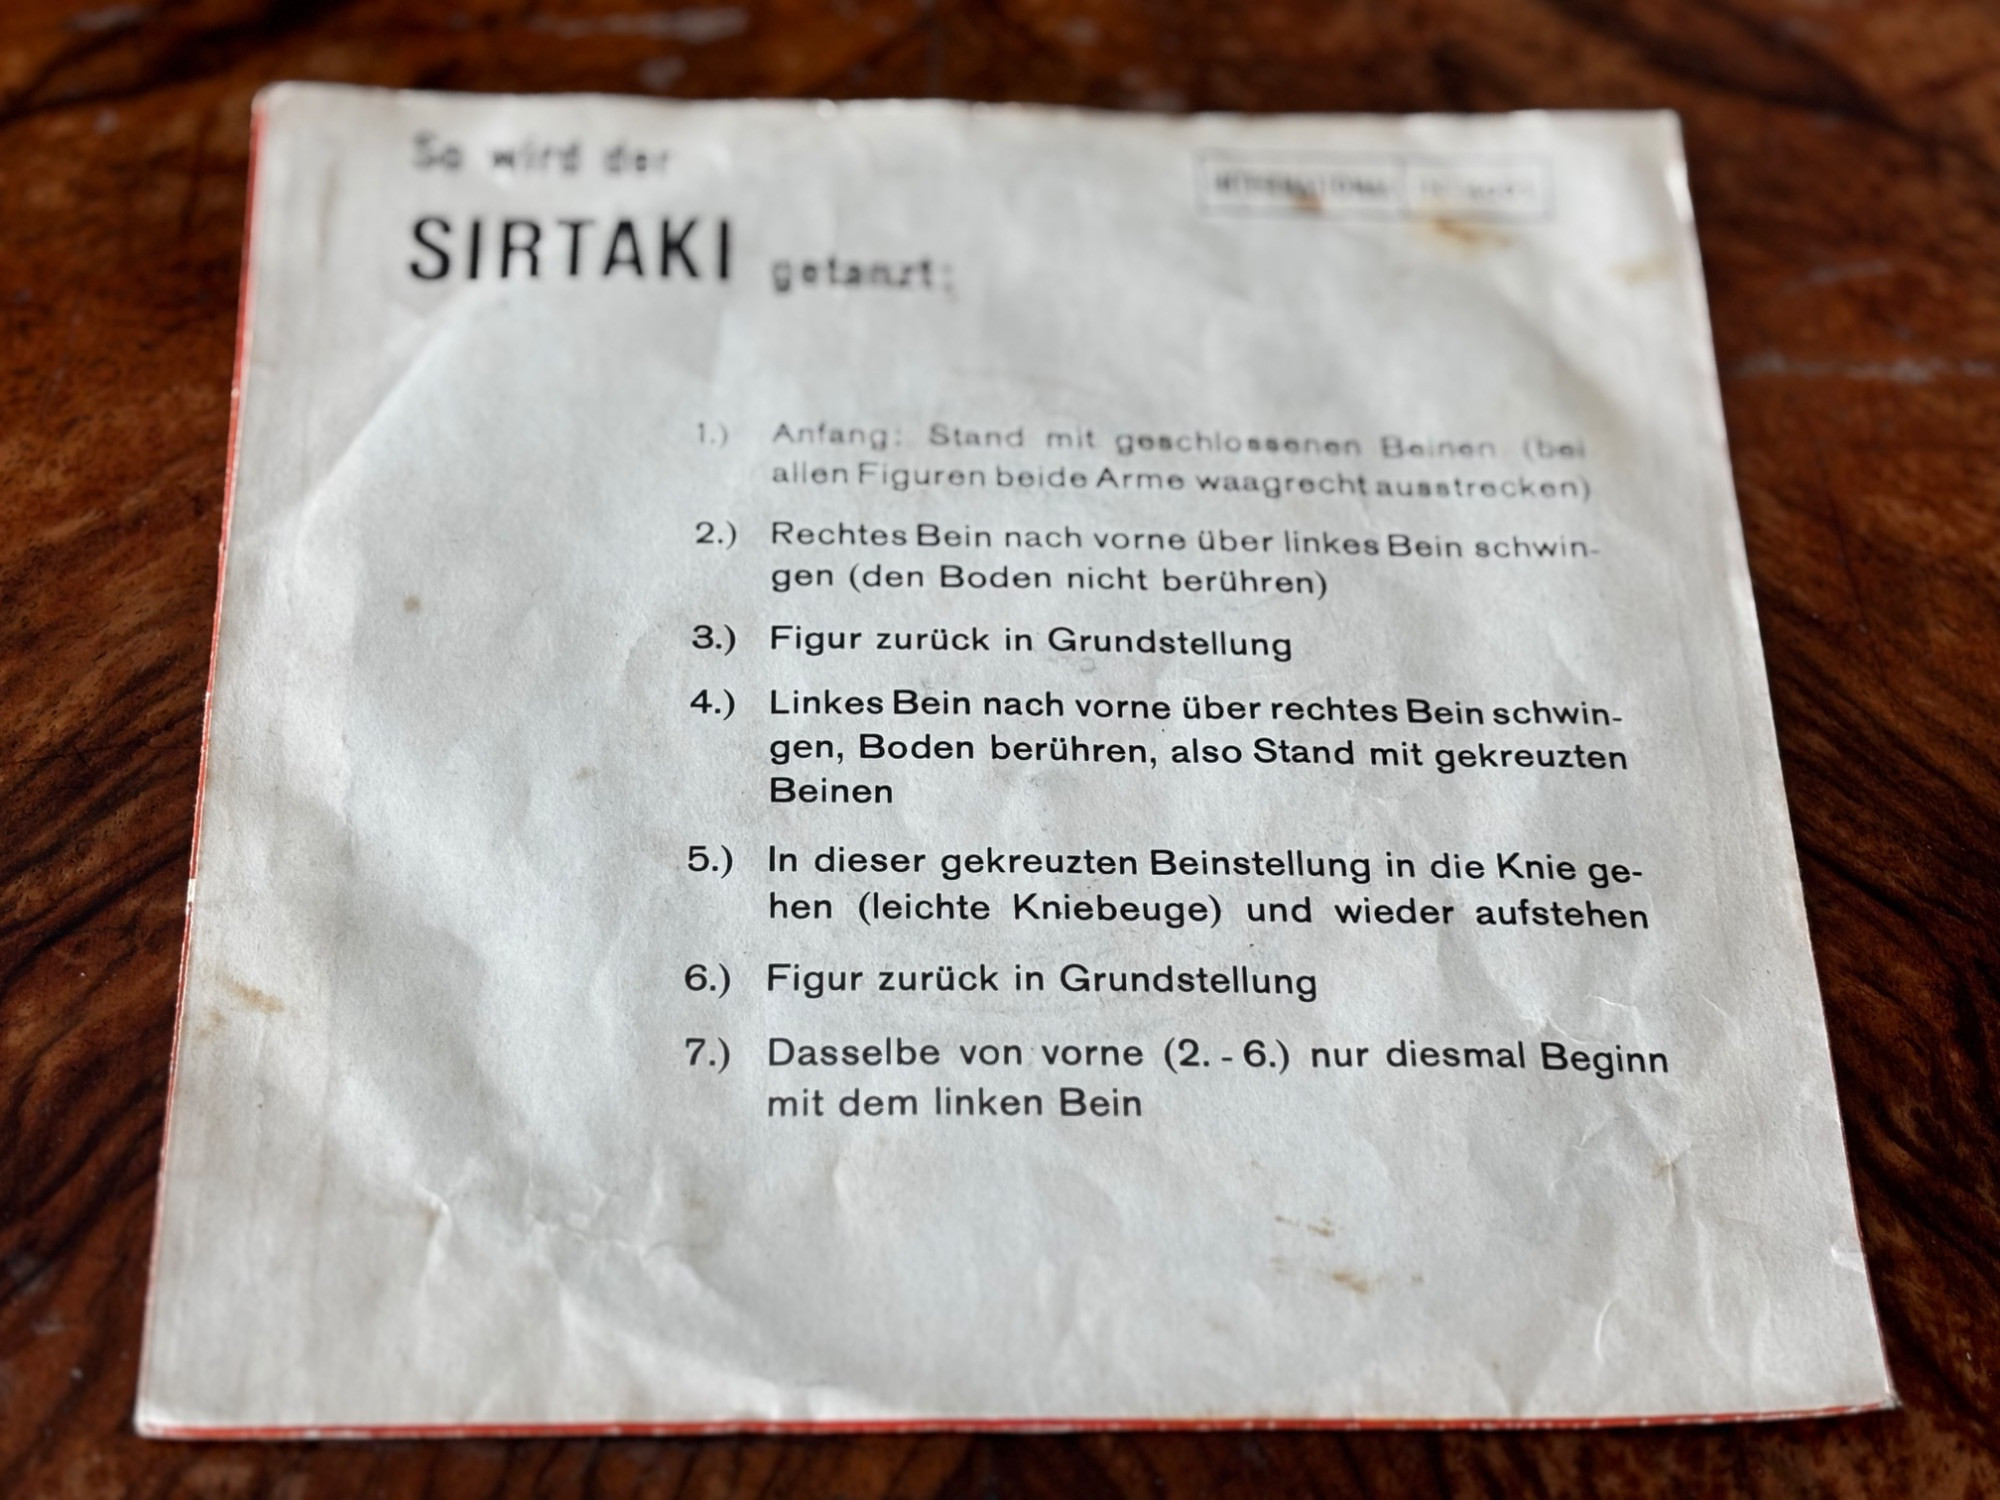 So wird der
SIRTAKI getanzt:
INTERNATIONAL
1.) Anfang: Stand mit geschlossenen Beinen (bei
allen Figuren beide Arme waagrecht ausstrecken)
2.) Rechtes Bein nach vorne über linkes Bein schwin-
gen (den Boden nicht berühren)
3.) Figur zurück in Grundstellung
4.) Linkes Bein nach vorne über rechtes Bein schwin-
gen, Boden berühren, also Stand mit gekreuzten
Beinen
5.) In dieser gekreuzten Beinstellung in die Knie ge-
hen (leichte Kniebeuge) und wieder aufstehen
6.) Figur zurück in Grundstellung
7.) Dasselbe von vorne (2. - 6.) nur diesmal Beginn
mit dem linken Bein